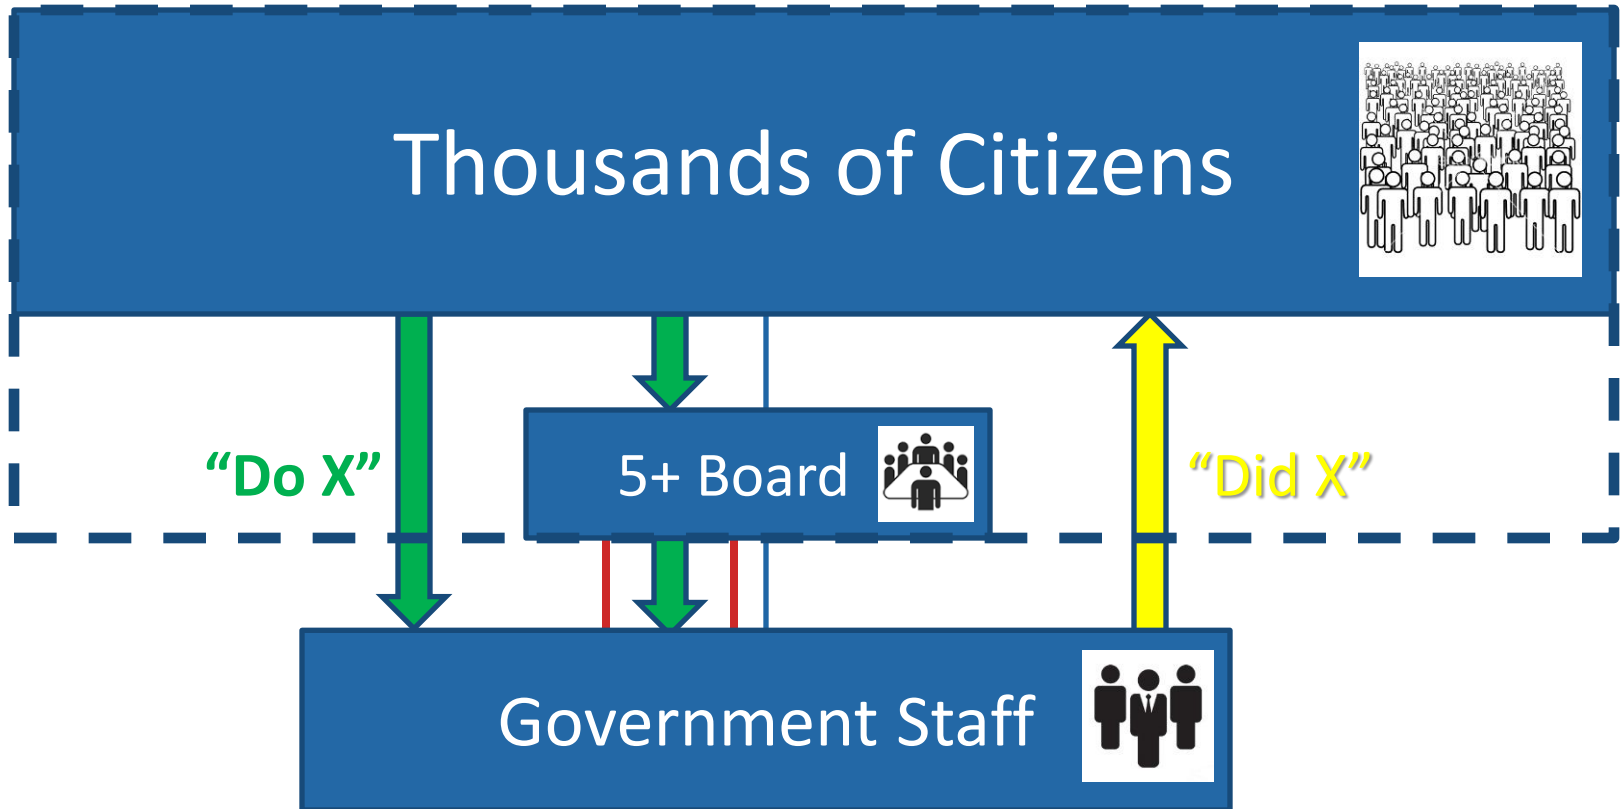 Thousands of Citizens
“Do X”
5+ Board
“Did X”
Government Staff